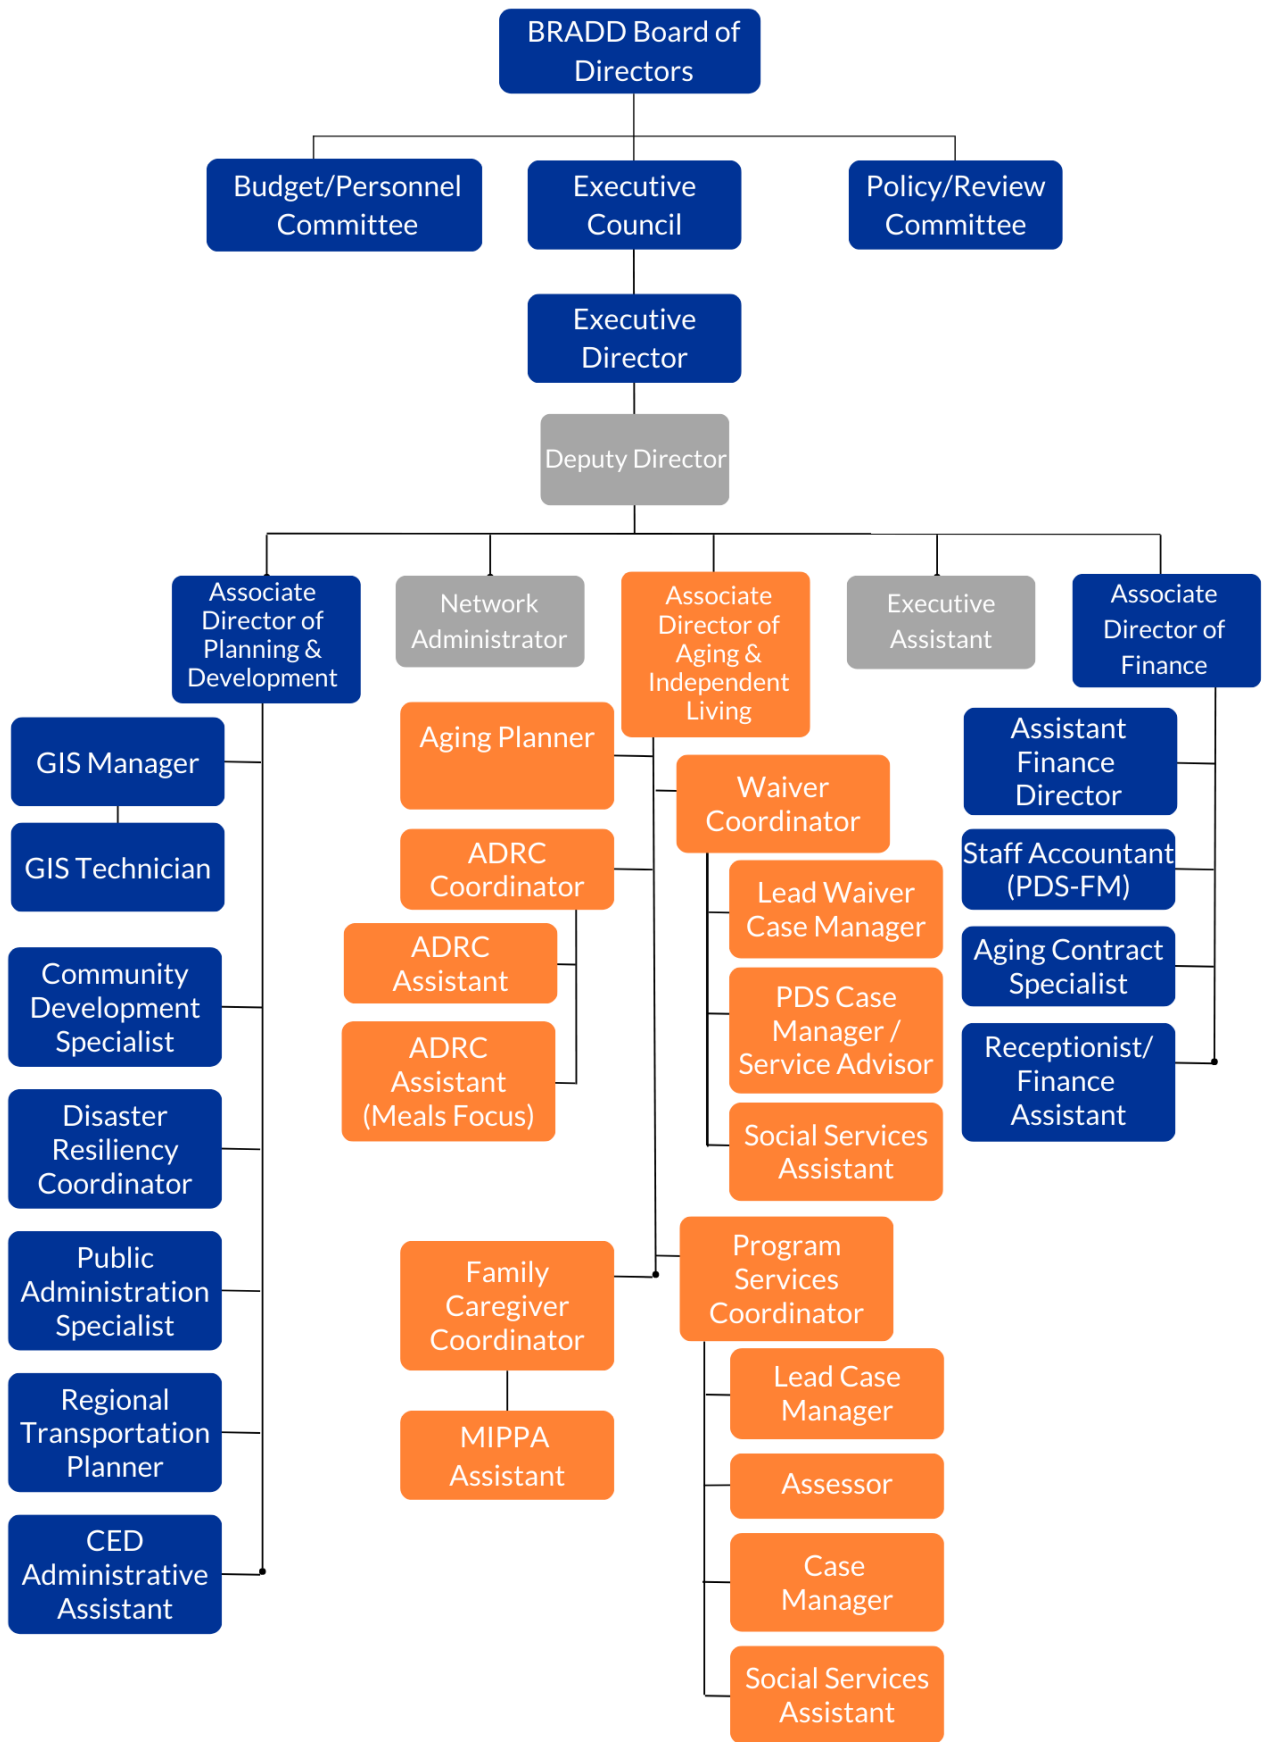 BRADD Board of
Directors
Budget/Personnel
Committee
Executive
Council
Policy/Review
Committee
Executive
Director
Deputy Director
Associate
Director of
Planning &
Development
Network
Administrator
Associate
Director of
Aging &
Independent
Living
Executive
Assistant
Associate
Director of
Finance
GIS Manager
GIS Technician
Community
Development
Specialist
Disaster
Resiliency
Coordinator
Public
Administration
Specialist
Regional
Transportation
Planner
CED
Administrative
Assistant
Aging Planner
ADRC
Coordinator
ADRC
Assistant
ADRC
Assistant
(Meals Focus)
Family
Caregiver
Coordinator
MIPPA
Assistant
Waiver
Coordinator
Lead Waiver
Case Manager
PDS Case
Manager /
Service Advisor
Social Services
Assistant
Program
Services
Coordinator
Lead Case
Manager
Assessor
Case
Manager
Social Services
Assistant
Assistant
Finance
Director
Staff Accountant
(PDS-FM)
Aging Contract
Specialist
Receptionist/
Finance
Assistant